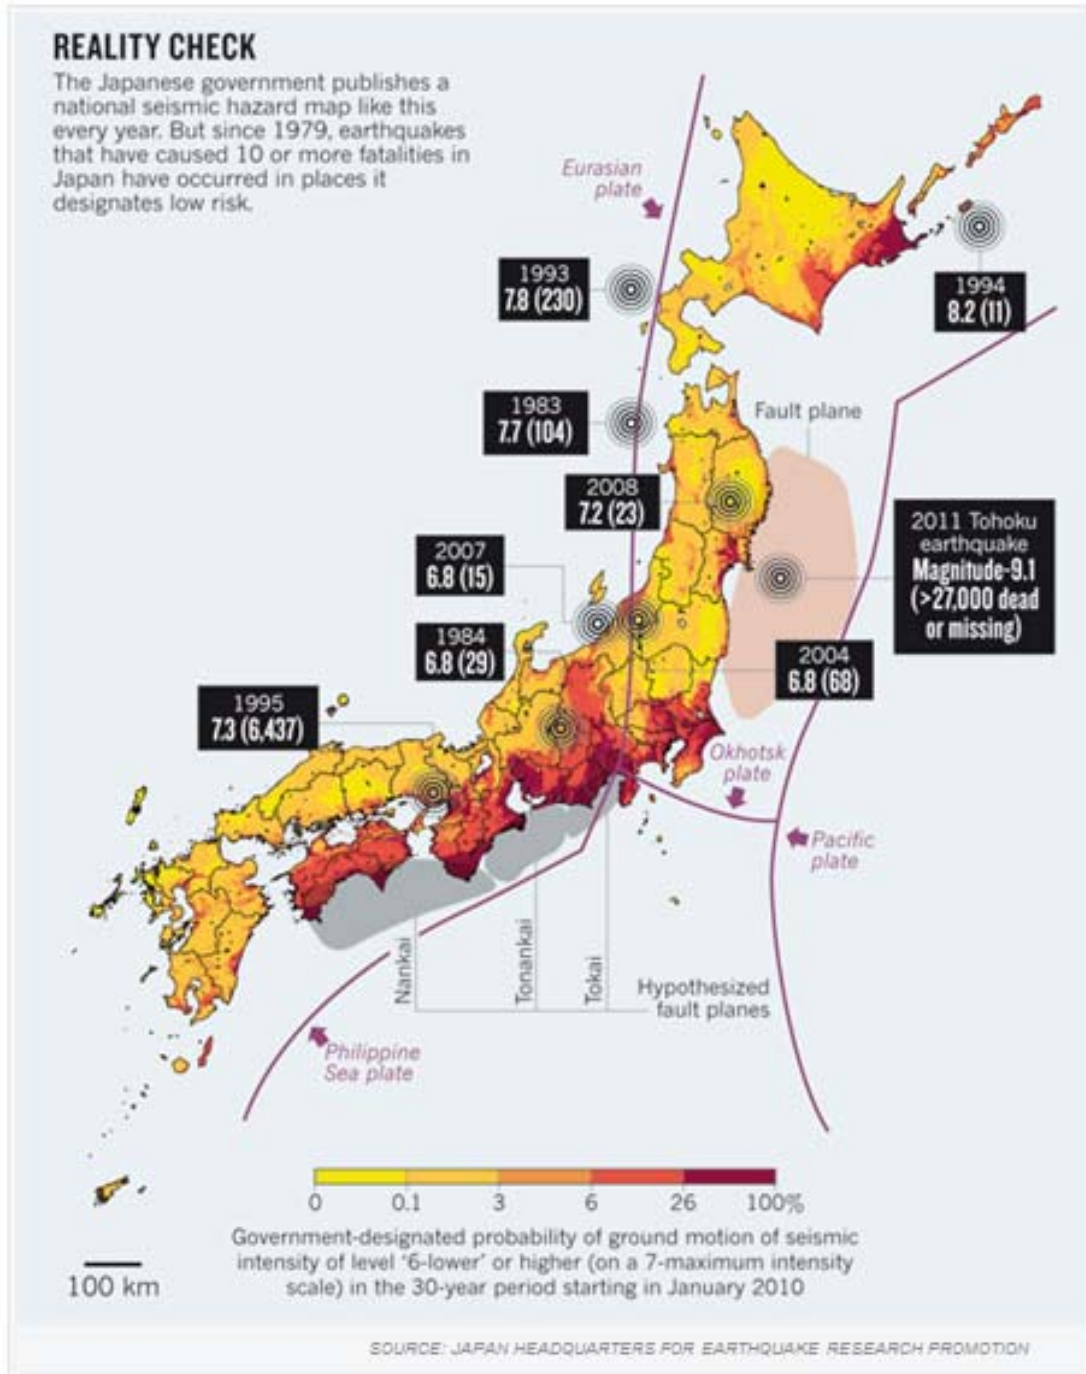 REALITY CHECK
The Japanese government publishes a
national seismic hazard map like this
every year. But since 1979, earthquakes
that have caused 10 or more fatalities in
Japan have occurred in places it
designates low risk.
Eurasian
plate
1993
7.8 (230)
1994
8.2 (11)
1983
7.7 (104)
Fault plane
2008
7.2 (23)
2011 Tohoku
earthquake
Magnitude-9.1
(>27,000 dead
or missing)
2007
6.8 (15)
1984
6.8 (29)
2004
6.8 (68)
1995
7.3 (6,437)
Okhotsk
plate
Pacific
plate
Nankai
Tonankai
Tokai
Hypothesized
fault planes
Philippine
Sea plate
0 0.1 3 6 26 100%
Government-designated probability of ground motion of seismic
intensity of level ‘6-lower’ or higher (on a 7-maximum intensity
scale) in the 30-year period starting in January 2010
100 km
SOURCE: JAPAN HEADQUARTERS FOR EARTHQUAKE RESEARCH PROMOTION